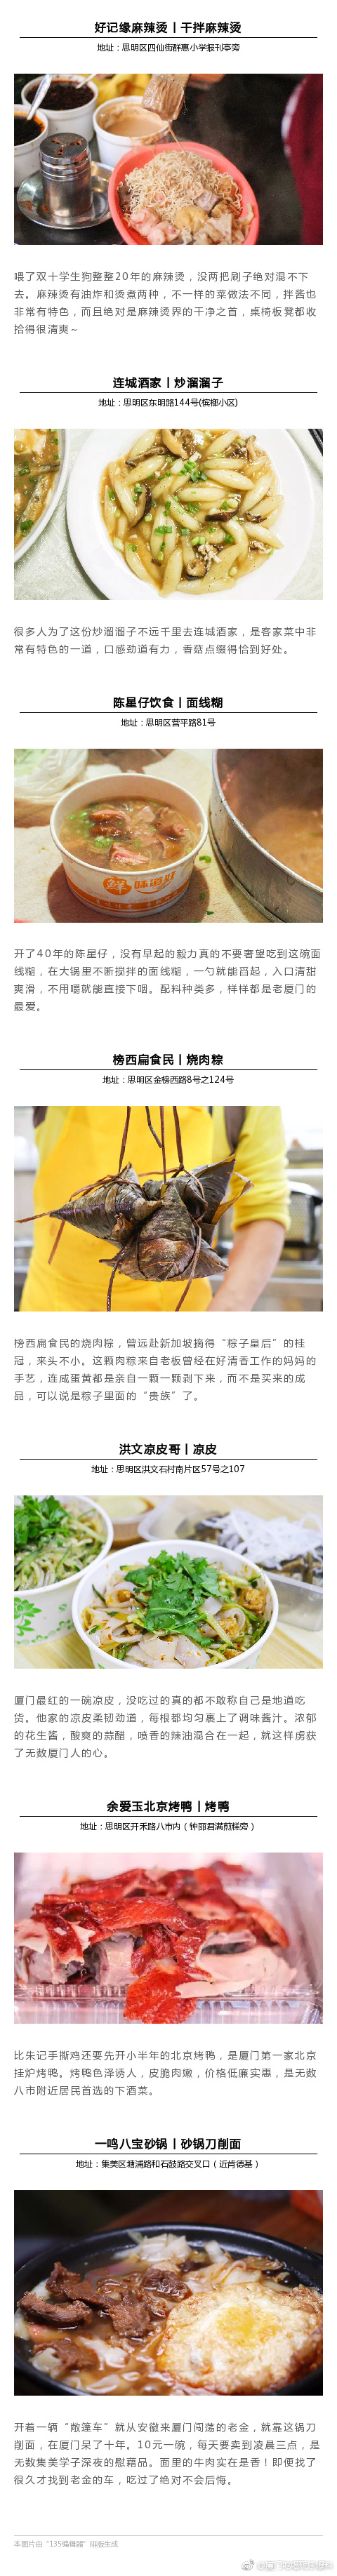 好记缘麻辣烫丨干拌麻辣烫
地址：思明区四仙街群惠小学报刊亭旁
喂了双十学生狗整整20年的麻辣烫，没两把刷子绝对混不下
去。麻辣烫有油炸和烫煮两种，不一样的菜做法不同，拌酱也
非常有特色，而且绝对是麻辣烫界的干净之首，桌椅板凳都收
拾得很清爽～
连城酒家丨炒溜溜子
地址：思明区东明路144号(槟榔小区)
很多人为了这份炒溜溜子不远千里去连城酒家，是客家菜中非
常有特色的一道，口感劲道有力，香菇点缀得恰到好处。
陈星仔饮食丨面线糊
地址：思明区营平路81号
鲜味道好
开了40年的陈星仔，没有早起的毅力真的不要奢望吃到这碗面
线糊，在大锅里不断搅拌的面线糊，一勺就能舀起，入口清甜
爽滑，不用嚼就能直接下咽。配料种类多，样样都是老厦门的
最爱。
榜西扁食民丨烧肉粽
地址：思明区金榜西路8号之124号
榜西扁食民的烧肉粽，曾远赴新加坡摘得“粽子皇后”的桂
冠，来头不小。这颗肉粽来自老板曾经在好清香工作的妈妈的
手艺，连咸蛋黄都是亲自一颗一颗剥下来，而不是买来的成
品，可以说是粽子里面的“贵族”了。
洪文凉皮哥丨凉皮
地址：思明区洪文石村南片区57号之107
厦门最红的一碗凉皮，没吃过的真的都不敢称自己是地道吃
货。他家的凉皮柔韧劲道，每根都均匀裹上了调味酱汁。浓郁
的花生酱，酸爽的蒜醋，喷香的辣油混合在一起，就这样虏获
了无数厦门人的心。
余爱玉北京烤鸭丨烤鸭
地址：思明区开禾路八市内（钟丽君满煎糕旁）
比朱记手撕鸡还要先开小半年的北京烤鸭，是厦门第一家北京
挂炉烤鸭。烤鸭色泽诱人，皮脆肉嫩，价格低廉实惠，是无数
八市附近居民首选的下酒菜。
一鸣八宝砂锅丨砂锅刀削面
地址：集美区塘浦路和石鼓路交叉口（近肯德基）
开着一辆“敞篷车”就从安徽来厦门闯荡的老金，就靠这锅刀
削面，在厦门呆了十年。10元一碗，每天要卖到凌晨三点，是
无数集美学子深夜的慰藉品。面里的牛肉实在是香！即便找了
很久才找到老金的车，吃过了绝对不会后悔。
本图片由“135编辑器”排版生成